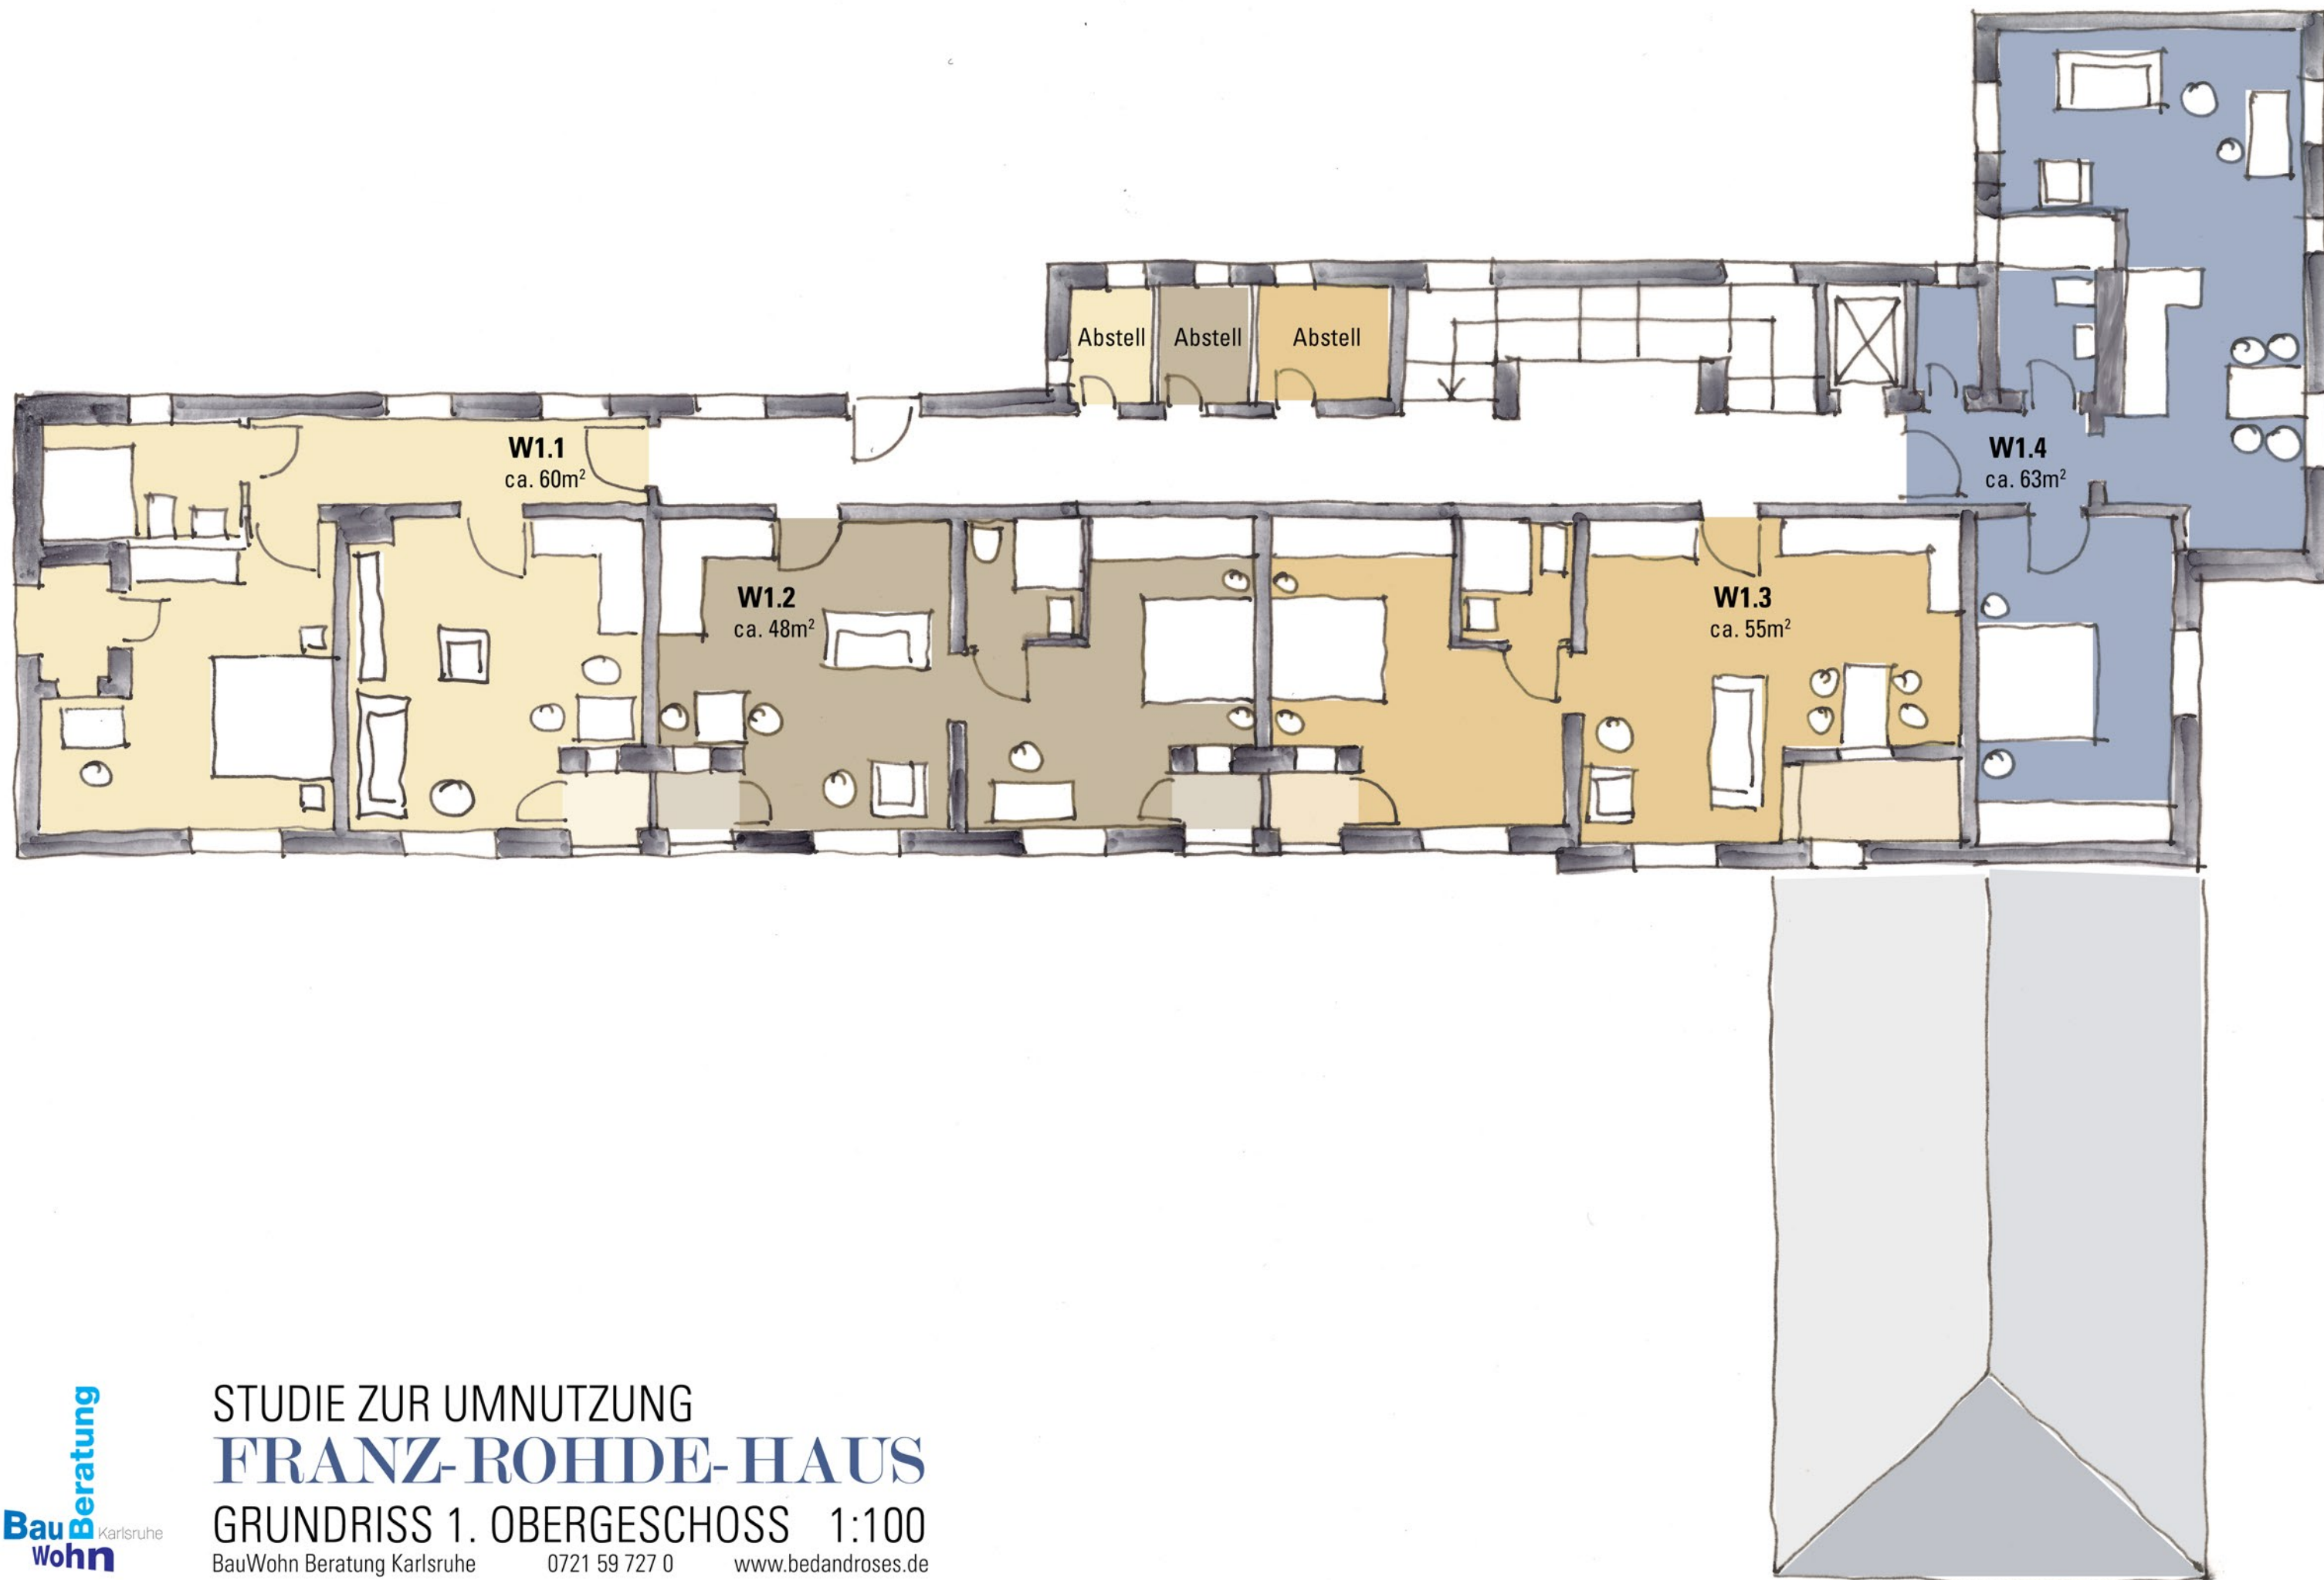 Abstell
Abstell
Abstell
W1.1
ca. 60m²
W1.4
ca. 63m²
W1.2
ca. 48m²
W1.3
ca. 55m²
BauWohn Beratung
Karlsruhe
STUDIE ZUR UMNUTZUNG
FRANZ-ROHDE-HAUS
GRUNDRISS 1. OBERGESCHOSS 1:100
BauWohn Beratung Karlsruhe 0721 59 727 0 www.bedandroses.de